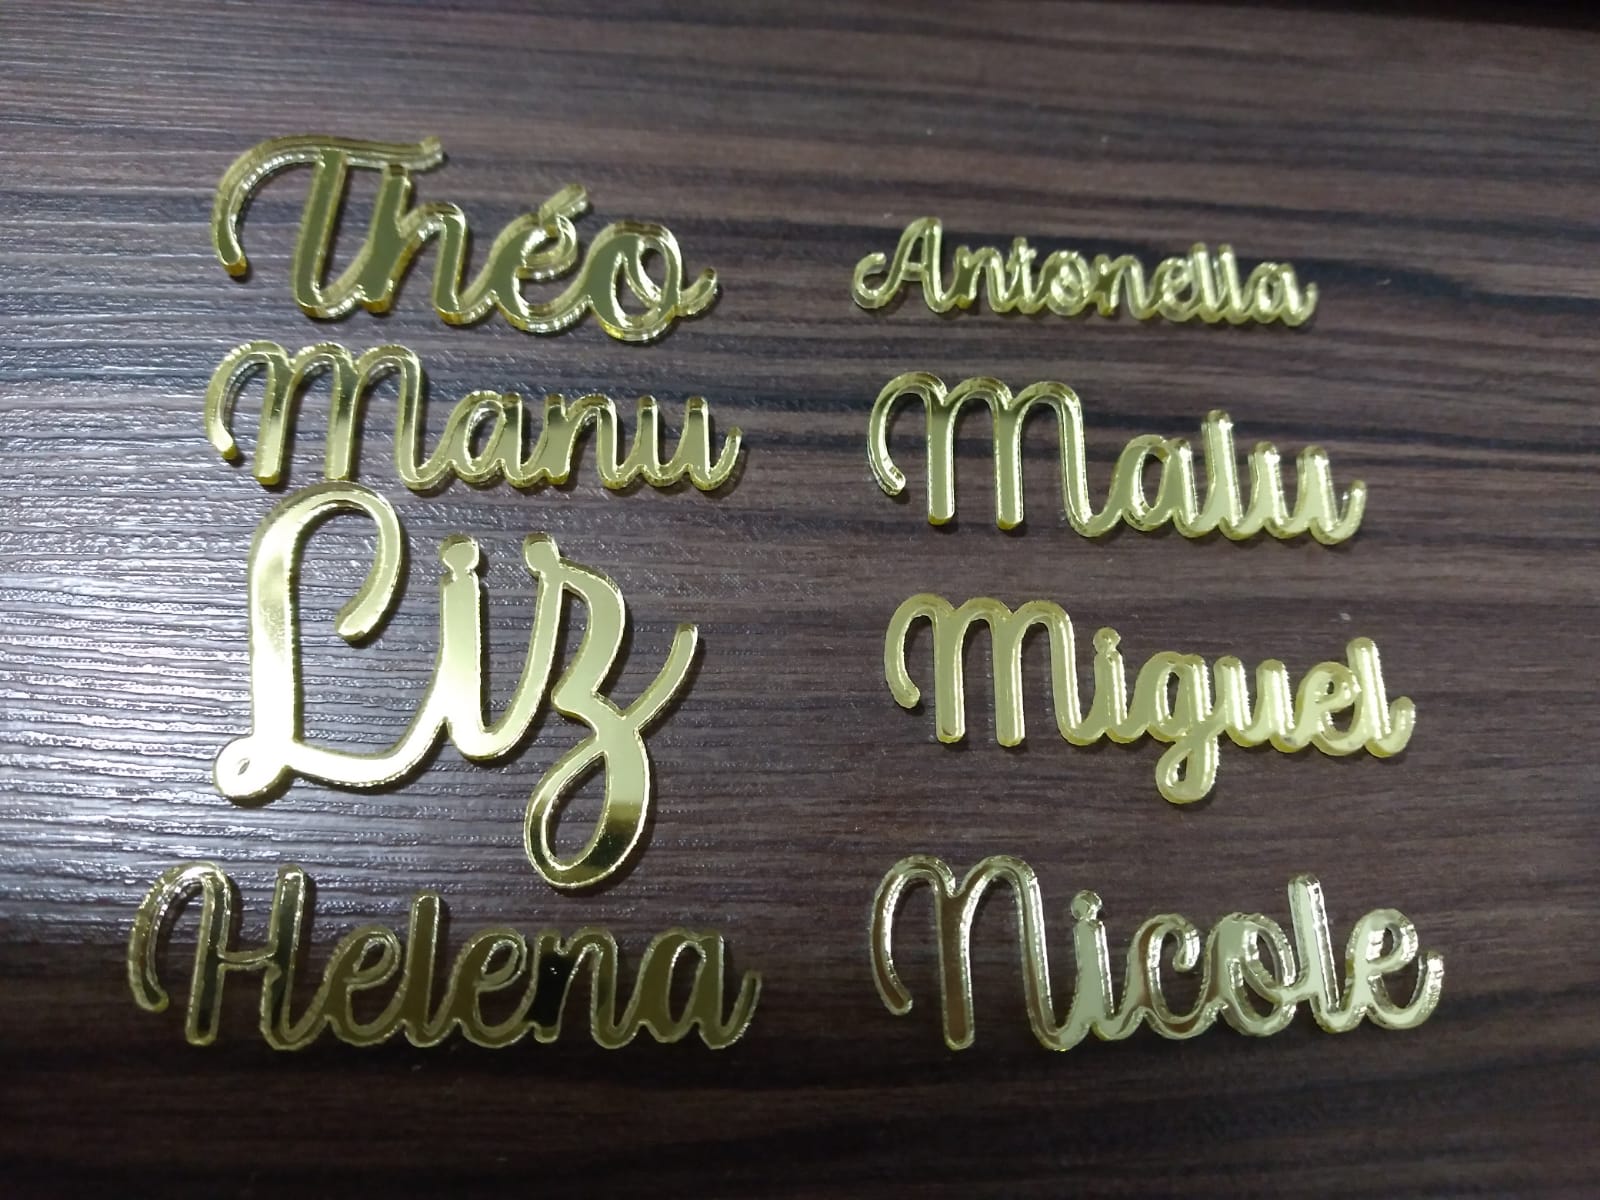 Théo
Antonella
Manu
Malu
Liz
Miguel
Helena
Nicole